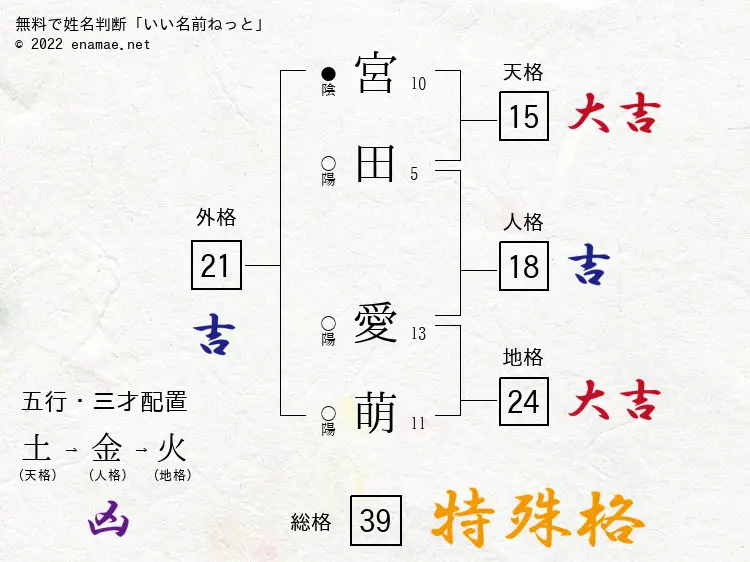 無料で姓名判断「いい名前ねっと」
© 2022 enamae.net
宮 10
●
陰
田 5
○
陽
愛 13
○
陽
萌 11
○
陽
天格
15 大吉
人格
18 吉
地格
24 大吉
外格
21
吉
五行・三才配置
土 → 金 → 火
(天格) (人格) (地格)
凶
総格 39 特殊格